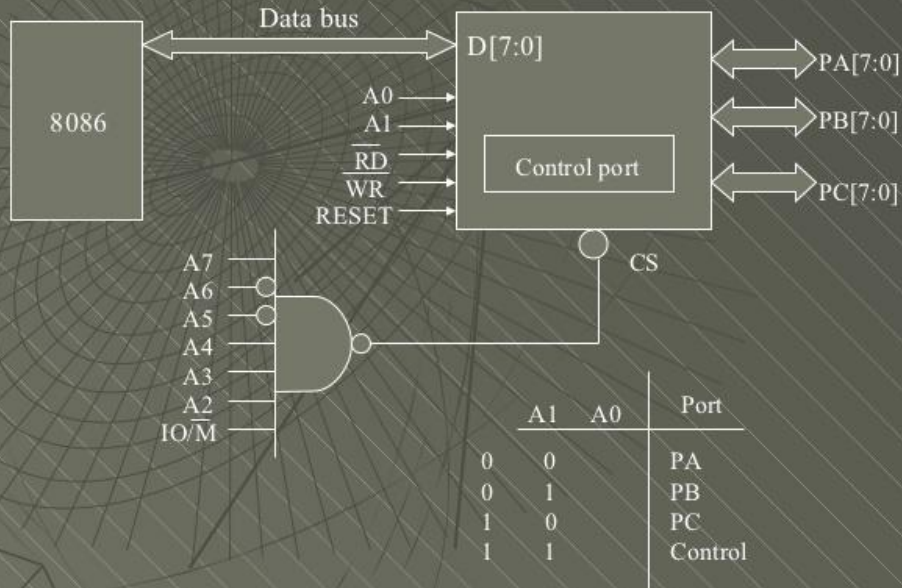 Data bus
8086
D[7:0]
A0
A1
RD
WR
RESET
Control port
PA[7:0]
PB[7:0]
PC[7:0]
CS
A7
A6
A5
A4
A3
A2
IO/M
A1 A0 Port
0 0 PA
0 1 PB
1 0 PC
1 1 Control